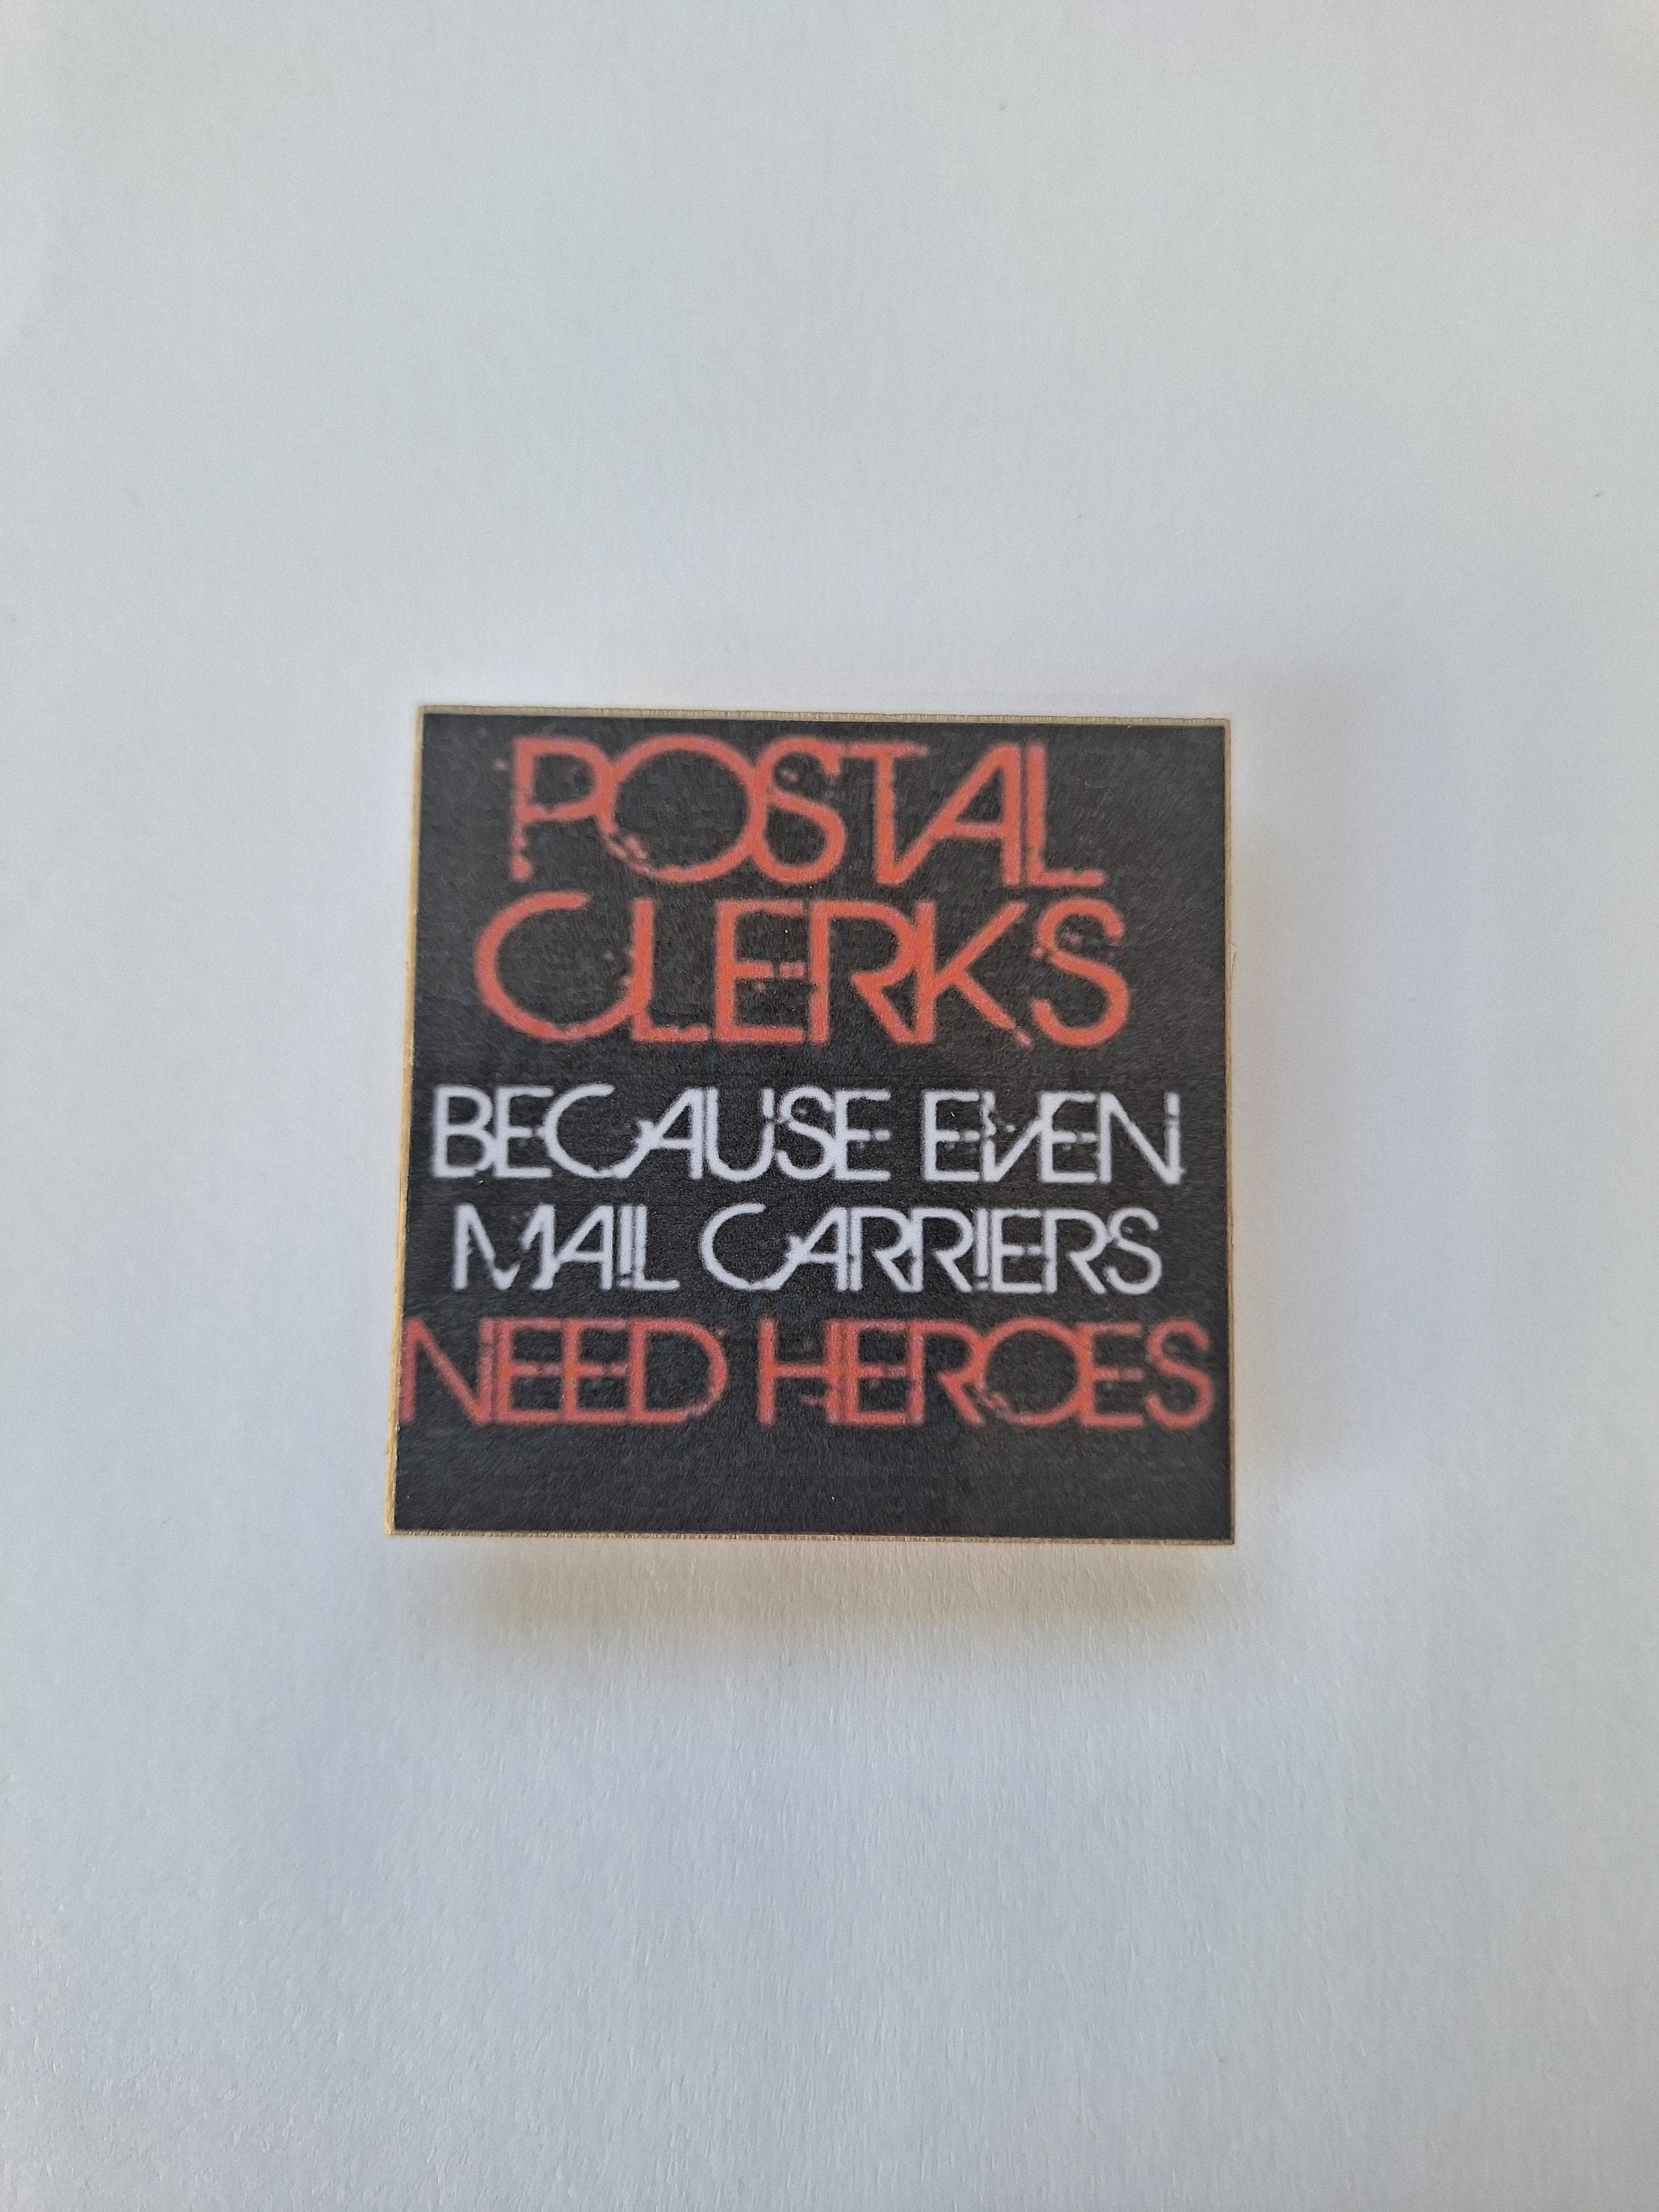 POSTAL
CLERKS
BECAUSE EVEN
MAIL CARRIERS
NEED HEROES